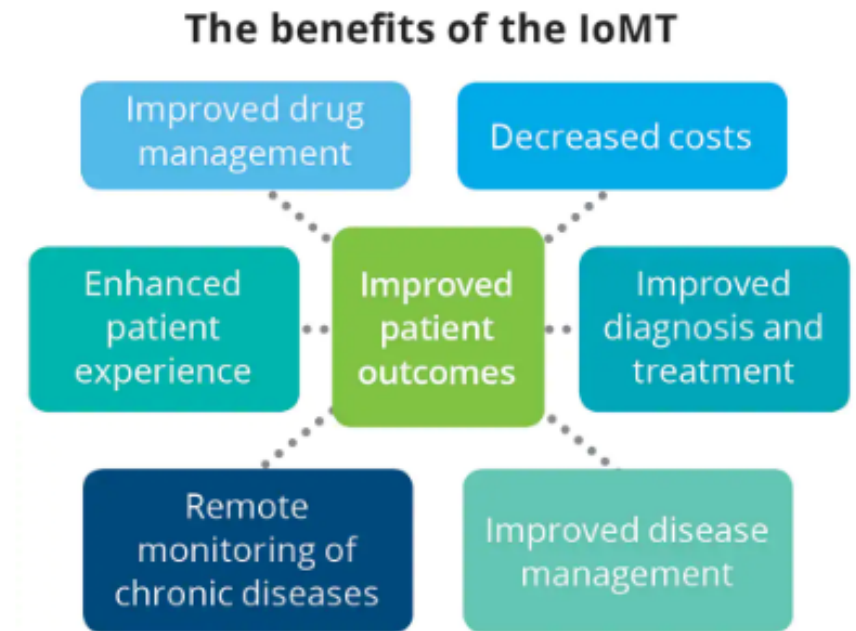 The benefits of the IoMT
Improved drug
management
Decreased costs
Enhanced
patient
experience
Improved
patient
outcomes
Improved
diagnosis and
treatment
Remote
monitoring of
chronic diseases
Improved disease
management